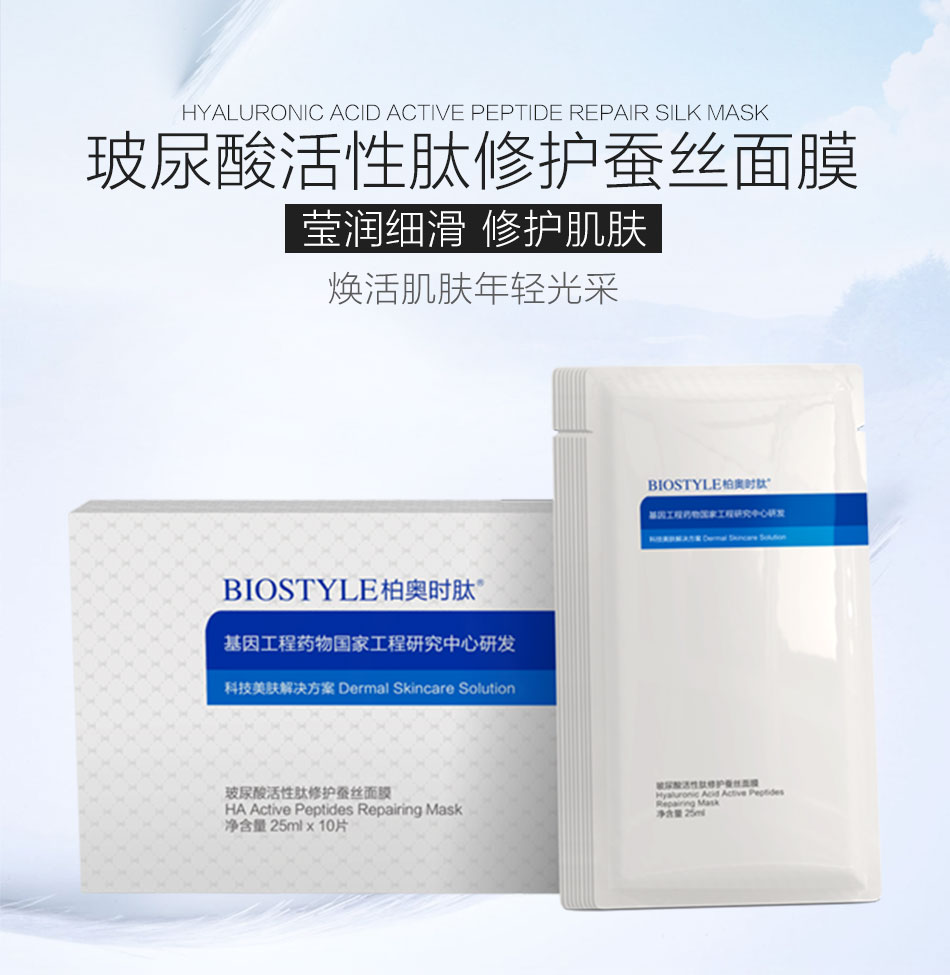 HYALURONIC ACID ACTIVE PEPTIDE REPAIR SILK MASK
玻尿酸活性肽修护蚕丝面膜
莹润细滑 修护肌肤
焕活肌肤年轻光采
BIOSTYLE柏奥时肽®
基因工程药物国家工程研究中心研发
科技美肤解决方案 Dermal Skincare Solution
玻尿酸活性肽修护蚕丝面膜
HA Active Peptides Repairing Mask
净含量 25ml x 10片
BIOSTYLE柏奥时肽®
基因工程药物国家工程研究中心研发
科技美肤解决方案 Dermal Skincare Solution
玻尿酸活性肽修护蚕丝面膜
Hyaluronic Acid Active Peptides
Repairing Mask
净含量 25ml